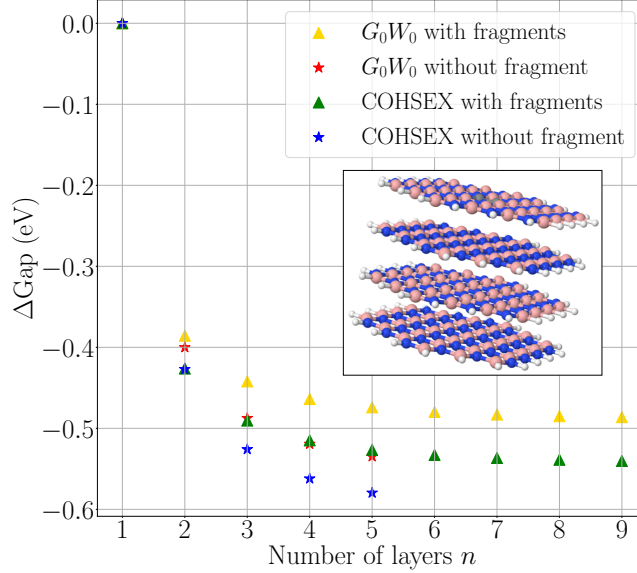 0.0
−0.1
−0.2
−0.3
−0.4
−0.5
−0.6
ΔGap (eV)
G₀W₀ with fragments
G₀W₀ without fragment
COHSEX with fragments
COHSEX without fragment
1 2 3 4 5 6 7 8 9
Number of layers n